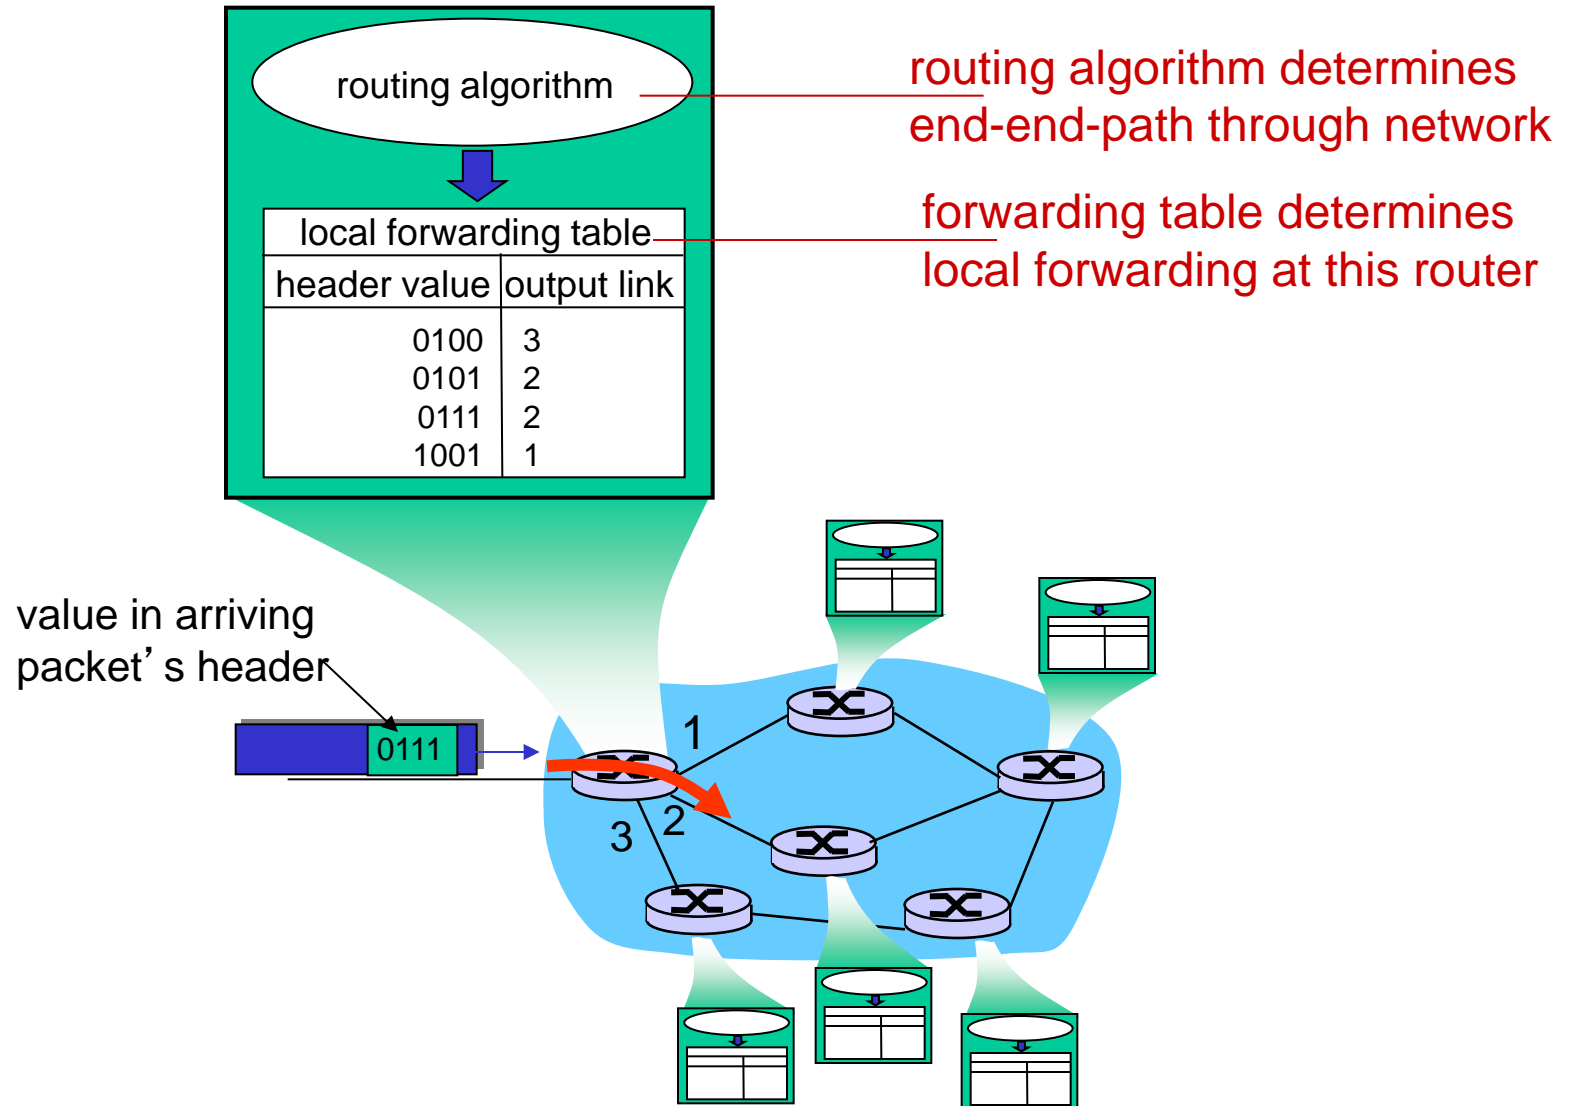 routing algorithm
routing algorithm determines
end-end-path through network
local forwarding table
forwarding table determines
local forwarding at this router
header value output link
0100 3
0101 2
0111 2
1001 1
value in arriving
packet’s header
0111
1
2
3